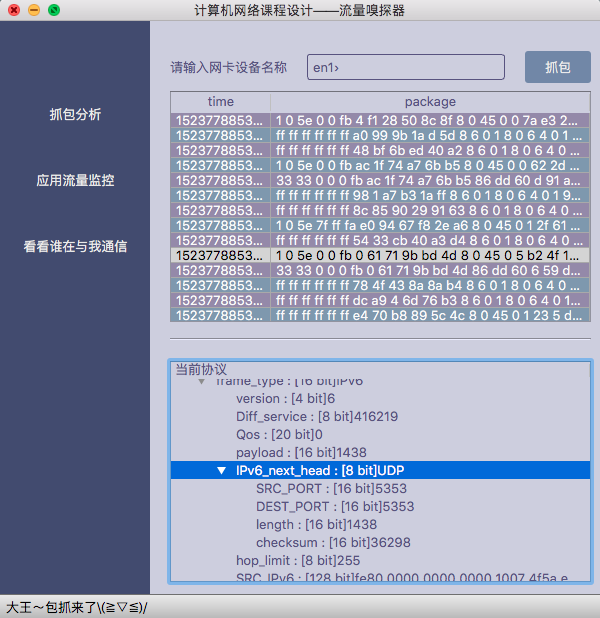 计算机网络课程设计——流量嗅探器
抓包分析
应用流量监控
看看谁在与我通信
请输入网卡设备名称 en1› 抓包
time package
1523778853... 1 0 5e 0 0 fb 4 f1 28 50 8c 8f 8 0 45 0 0 7a e3 2...
1523778853... ff ff ff ff ff ff a0 99 9b 1a d 5d 8 6 0 1 8 0 6 4 0 1 ...
1523778853... ff ff ff ff ff ff 48 bf 6b ed 40 a2 8 6 0 1 8 0 6 4 0 ...
1523778853... 1 0 5e 0 0 fb ac 1f 74 a7 6b b5 8 0 45 0 0 62 2d ...
1523778853... 33 33 0 0 0 fb ac 1f 74 a7 6b b5 86 dd 60 d 91 a...
1523778853... ff ff ff ff ff ff 98 1 a7 b3 1a ff 8 6 0 1 8 0 6 4 0 1 9...
1523778853... ff ff ff ff ff ff 8c 85 90 29 91 63 8 6 0 1 8 0 6 4 0 ...
1523778853... 1 0 5e 7f ff fa e0 94 67 f8 2e a6 8 0 45 0 1 2f 61 ...
1523778853... ff ff ff ff ff ff 54 33 cb 40 a3 d4 8 6 0 1 8 0 6 4 0 ...
1523778853... 1 0 5e 0 0 fb 0 61 71 9b bd 4d 8 0 45 0 5 b2 4f 1...
1523778853... 33 33 0 0 0 fb 0 61 71 9b bd 4d 86 dd 60 6 59 d...
1523778853... ff ff ff ff ff ff 78 4f 43 8a 8a b4 8 6 0 1 8 0 6 4 0 ...
1523778853... ff ff ff ff ff ff dc a9 4 6d 76 b3 8 6 0 1 8 0 6 4 0 1...
1523778853... ff ff ff ff ff ff e4 70 b8 89 5c 4c 8 0 45 0 1 23 5 d...
当前协议
frame_type : [16 bit]IPv6
version : [4 bit]6
Diff_service : [8 bit]416219
Qos : [20 bit]0
payload : [16 bit]1438
IPv6_next_head : [8 bit]UDP
SRC_PORT : [16 bit]5353
DEST_PORT : [16 bit]5353
length : [16 bit]1438
checksum : [16 bit]36298
hop_limit : [8 bit]255
SRC_IPv6 : [128 bit]fe80 0000 0000 0000 1007 4f5a e
大王～包抓来了\(≧▽≦)/